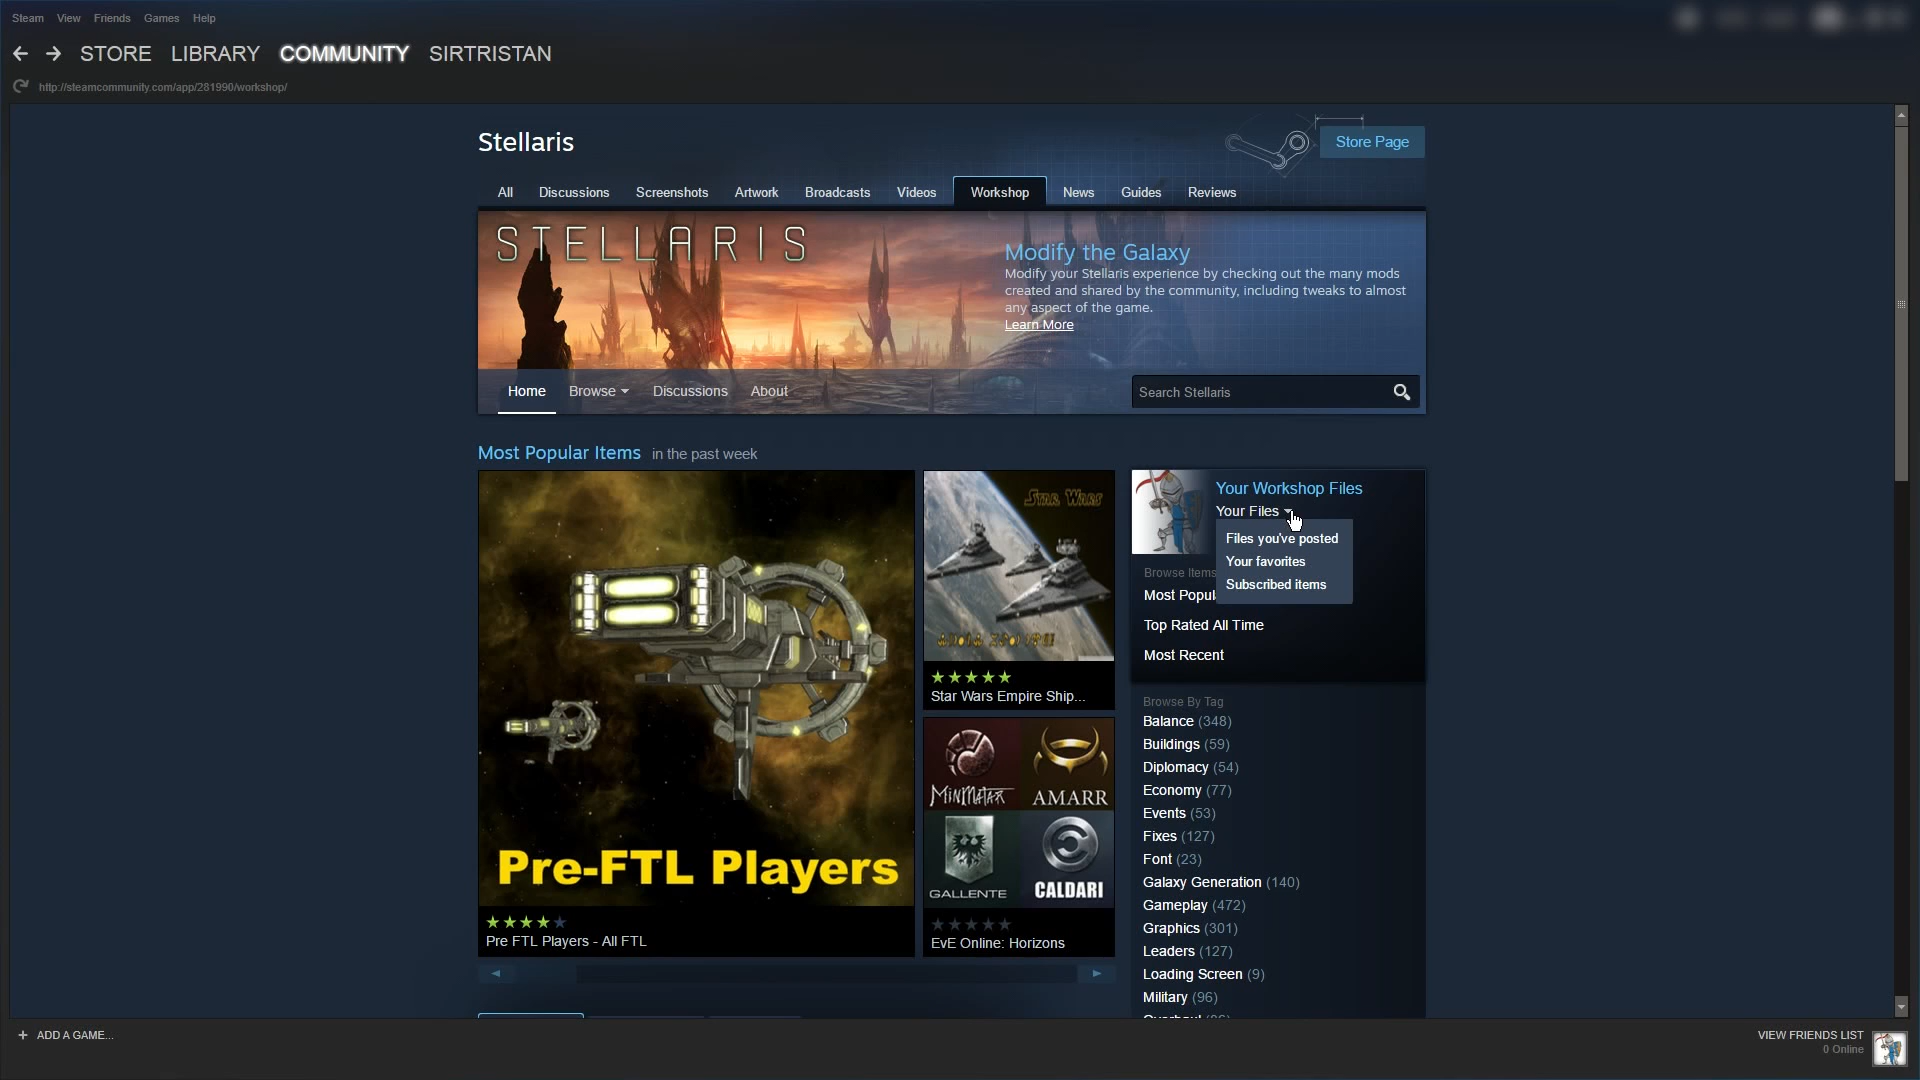 Steam View Friends Games Help
STORE LIBRARY COMMUNITY SIRTRISTAN
http://steamcommunity.com/app/281990/workshop/
Stellaris
Store Page
All Discussions Screenshots Artwork Broadcasts Videos Workshop News Guides Reviews
STELLARIS
Modify the Galaxy
Modify your Stellaris experience by checking out the many mods
created and shared by the community, including tweaks to almost
any aspect of the game.
Learn More
Home Browse Discussions About
Search Stellaris
Most Popular Items in the past week
Pre-FTL Players
Pre FTL Players - All FTL
STAR WARS
Star Wars Empire Ship...
MINMATAR AMARR
GALLENTE CALDARI
EvE Online: Horizons
Your Workshop Files
Your Files
Files you've posted
Your favorites
Subscribed items
Browse Items
Most Popul
Top Rated All Time
Most Recent
Browse By Tag
Balance (348)
Buildings (59)
Diplomacy (54)
Economy (77)
Events (53)
Fixes (127)
Font (23)
Galaxy Generation (140)
Gameplay (472)
Graphics (301)
Leaders (127)
Loading Screen (9)
Military (96)
+ ADD A GAME...
VIEW FRIENDS LIST
0 Online